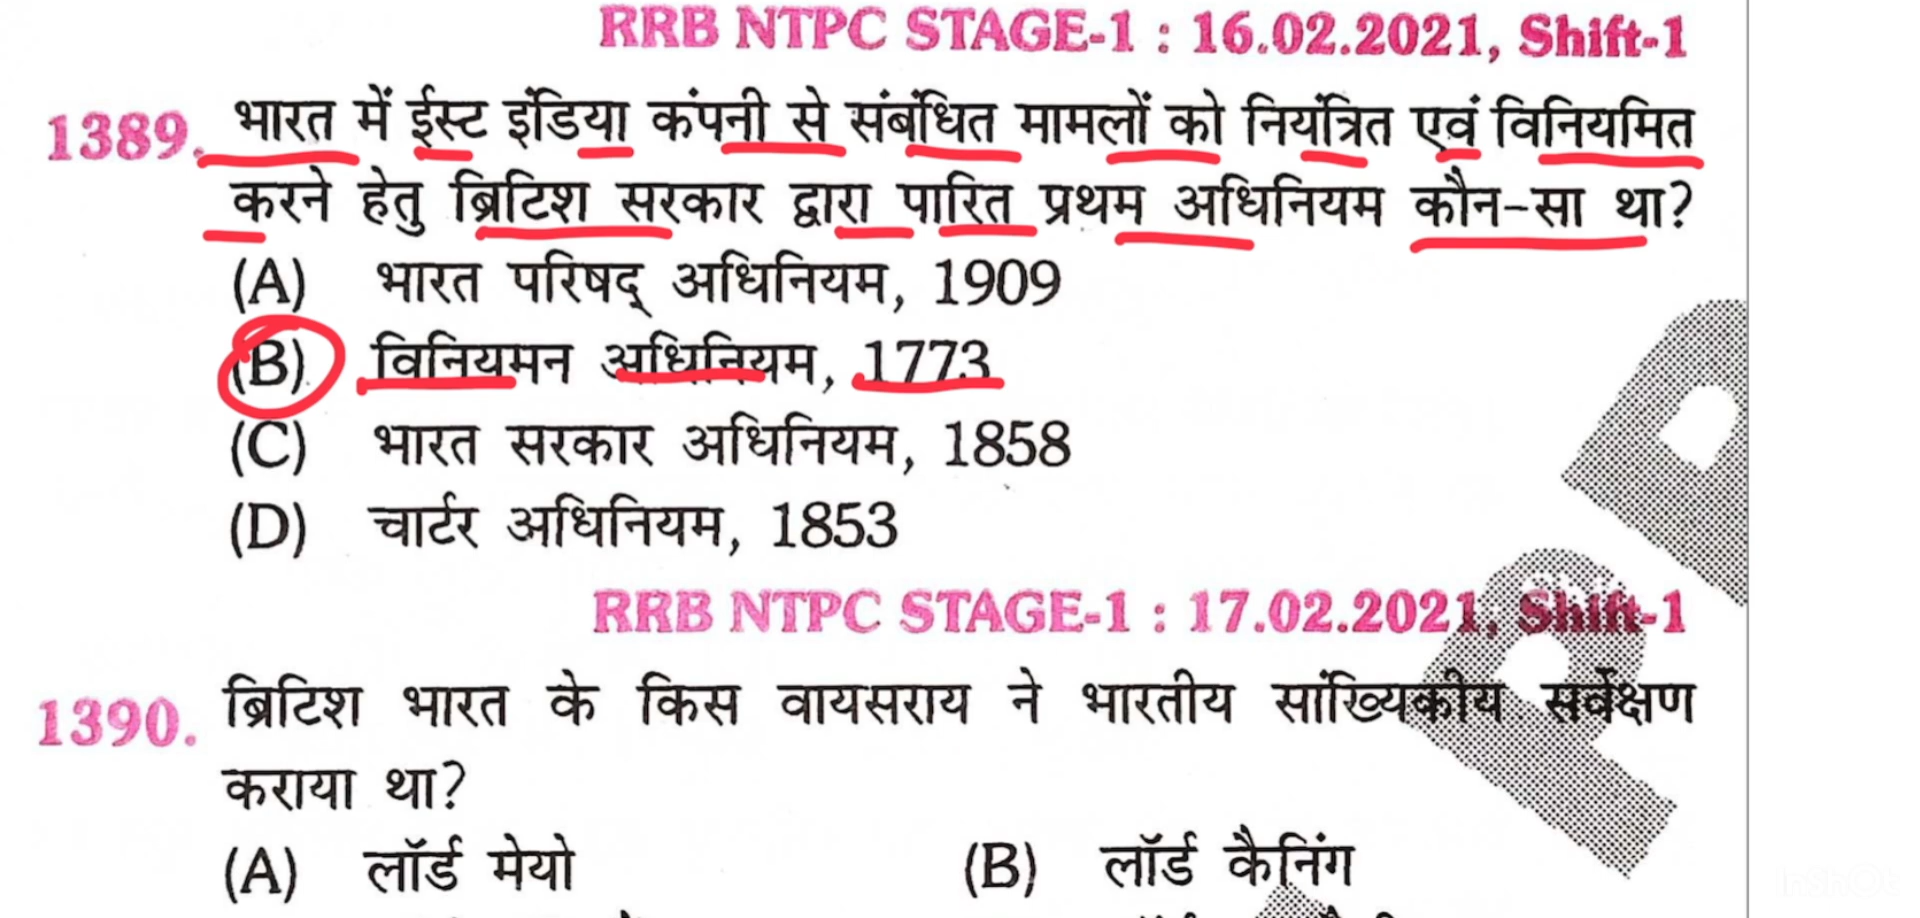 RRB NTPC STAGE-1 : 16.02.2021, Shift-1
1389. भारत में ईस्ट इंडिया कंपनी से संबंधित मामलों को नियंत्रित एवं विनियमित
करने हेतु ब्रिटिश सरकार द्वारा पारित प्रथम अधिनियम कौन-सा था?
(A) भारत परिषद् अधिनियम, 1909
(B) विनियमन अधिनियम, 1773
(C) भारत सरकार अधिनियम, 1858
(D) चार्टर अधिनियम, 1853
RRB NTPC STAGE-1 : 17.02.2021, Shift-1
1390. ब्रिटिश भारत के किस वायसराय ने भारतीय सांख्यिकीय सर्वेक्षण
कराया था?
(A) लॉर्ड मेयो (B) लॉर्ड कैनिंग